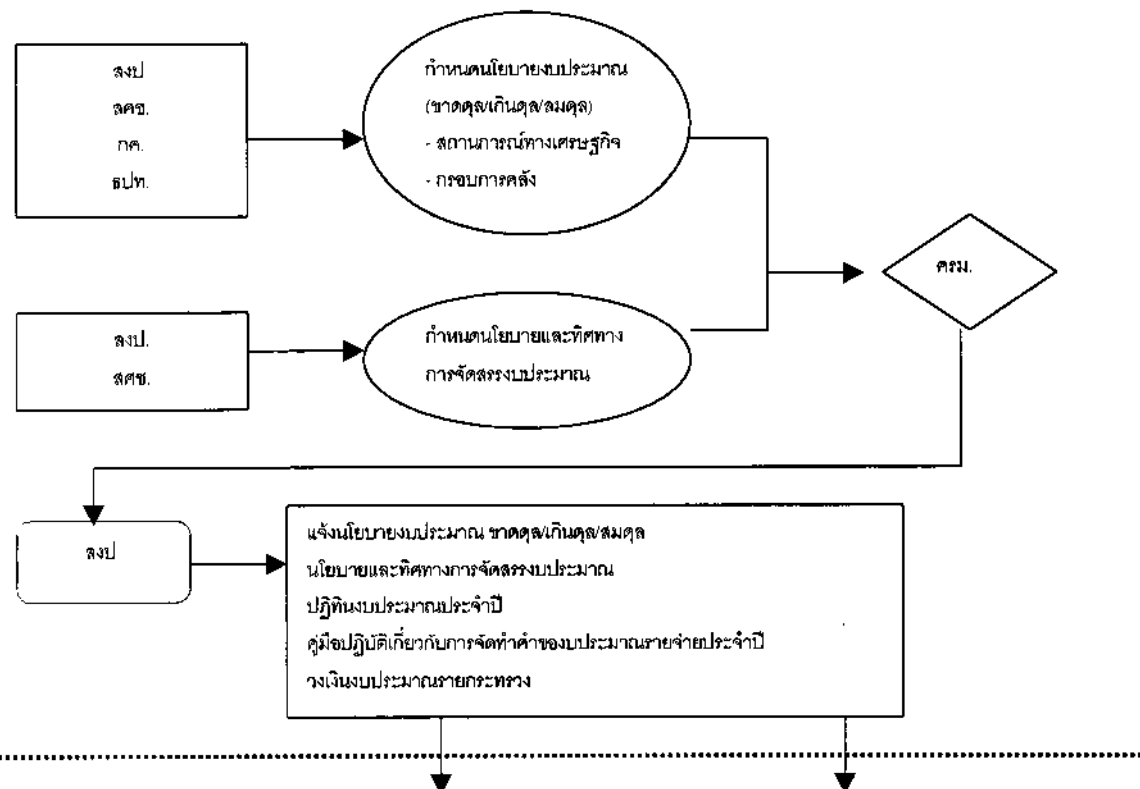 สงป
สศช.
กค.
ธปท.
กำหนดนโยบายงบประมาณ
(ขาดดุล/เกินดุล/สมดุล)
- สถานการณ์ทางเศรษฐกิจ
- กรอบการคลัง
ครม.
สงป.
สศช.
กำหนดนโยบายและทิศทาง
การจัดสรรงบประมาณ
สงป
แจ้งนโยบายงบประมาณ ขาดดุล/เกินดุล/สมดุล
นโยบายและทิศทางการจัดสรรงบประมาณ
ปฏิทินงบประมาณประจำปี
คู่มือปฏิบัติเกี่ยวกับการจัดทำคำของบประมาณรายจ่ายประจำปี
วงเงินงบประมาณรายกระทรวง